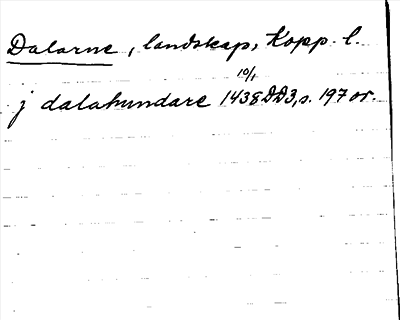 Dalarne, landskap, Kopp. l.
10/1
j dalahundare 1438 DD3, s. 197 or.